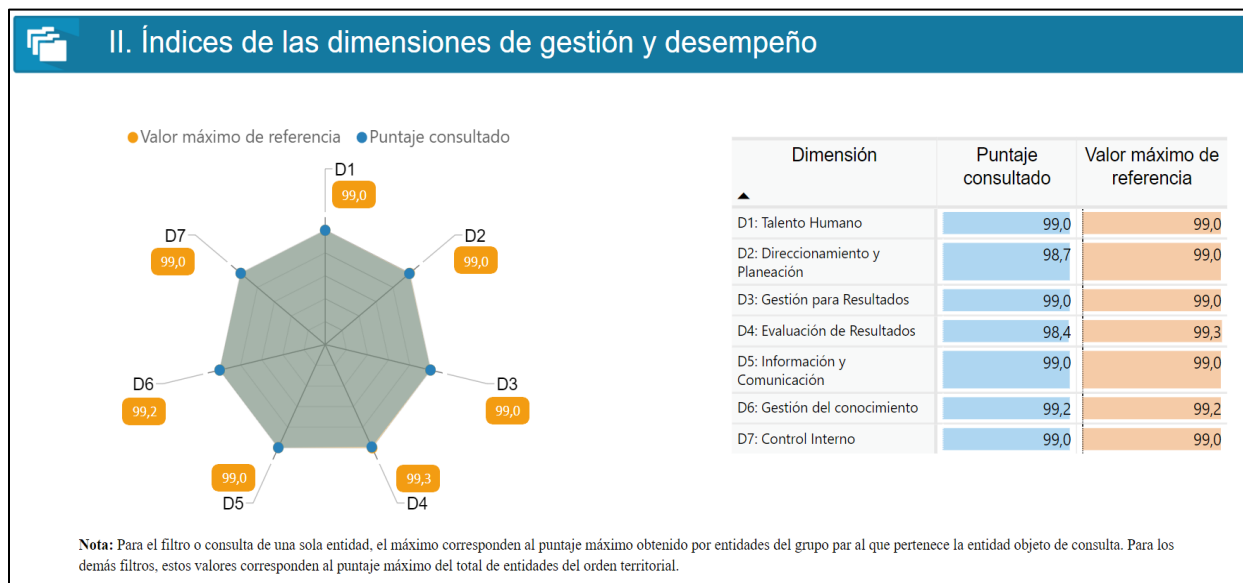 II. Índices de las dimensiones de gestión y desempeño
Valor máximo de referencia Puntaje consultado
D1
99,0
D7
99,0
D2
99,0
D6
99,2
D3
99,0
99,0
D5
99,3
D4
Dimensión Puntaje consultado Valor máximo de referencia
D1: Talento Humano 99,0 99,0
D2: Direccionamiento y Planeación 98,7 99,0
D3: Gestión para Resultados 99,0 99,0
D4: Evaluación de Resultados 98,4 99,3
D5: Información y Comunicación 99,0 99,0
D6: Gestión del conocimiento 99,2 99,2
D7: Control Interno 99,0 99,0
Nota: Para el filtro o consulta de una sola entidad, el máximo corresponden al puntaje máximo obtenido por entidades del grupo par al que pertenece la entidad objeto de consulta. Para los
demás filtros, estos valores corresponden al puntaje máximo del total de entidades del orden territorial.